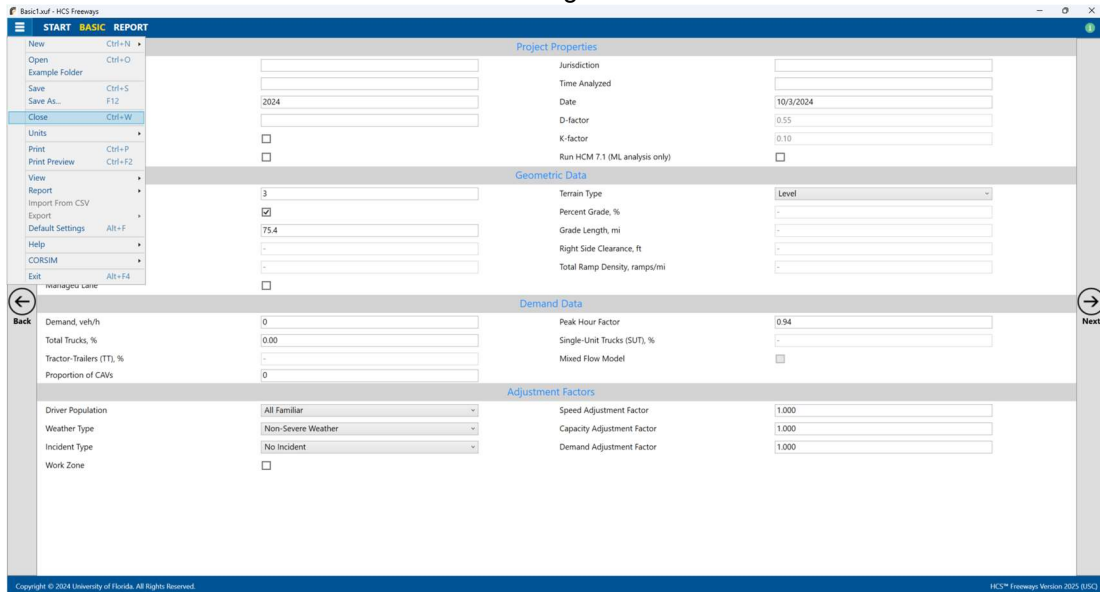 Basic1.xuf - HCS Freeways
START BASIC REPORT
New Ctrl+N
Open Ctrl+O
Example Folder
Save Ctrl+S
Save As... F12
Close Ctrl+W
Units
Print Ctrl+P
Print Preview Ctrl+F2
View
Report
Import From CSV
Export
Default Settings Alt+F
Help
CORSIM
Exit Alt+F4
Project Properties
Jurisdiction
Time Analyzed
2024 Date 10/3/2024
D-factor 0.55
K-factor 0.10
Run HCM 7.1 (ML analysis only)
Geometric Data
3 Terrain Type Level
Percent Grade, % -
75.4 Grade Length, mi -
- Right Side Clearance, ft -
- Total Ramp Density, ramps/mi -
Managed Lane
Back
Next
Demand Data
Demand, veh/h 0 Peak Hour Factor 0.94
Total Trucks, % 0.00 Single-Unit Trucks (SUT), % -
Tractor-Trailers (TT), % - Mixed Flow Model
Proportion of CAVs 0
Adjustment Factors
Driver Population All Familiar Speed Adjustment Factor 1.000
Weather Type Non-Severe Weather Capacity Adjustment Factor 1.000
Incident Type No Incident Demand Adjustment Factor 1.000
Work Zone
Copyright © 2024 University of Florida. All Rights Reserved. HCS™ Freeways Version 2025 (USC)